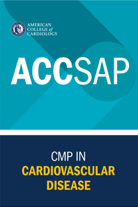 AMERICAN
COLLEGE of
CARDIOLOGY
ACCSAP
CMP IN
CARDIOVASCULAR
DISEASE